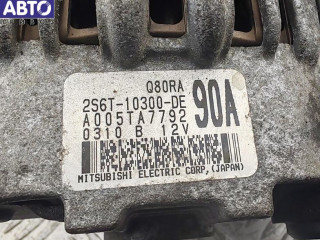 АВТО
Q80RA
2S6T-10300-DE
A005TA7792
90A
0310 B 12V
MITSUBISHI ELECTRIC CORP,(JAPAN)